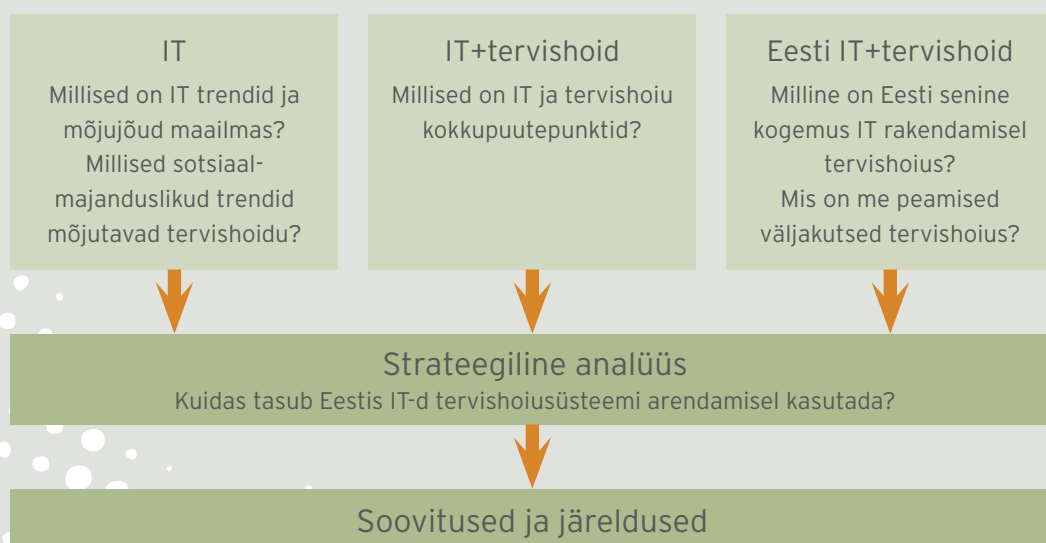 IT
Millised on IT trendid ja
mõjujõud maailmas?
Millised sotsiaal-
majanduslikud trendid
mõjutavad tervishoidu?
IT+tervishoid
Millised on IT ja tervishoiu
kokkupuutepunktid?
Eesti IT+tervishoid
Milline on Eesti senine
kogemus IT rakendamisel
tervishoius?
Mis on me peamised
väljakutsed tervishoius?
Strateegiline analüüs
Kuidas tasub Eestis IT-d tervishoiusüsteemi arendamisel kasutada?
Soovitused ja järeldused